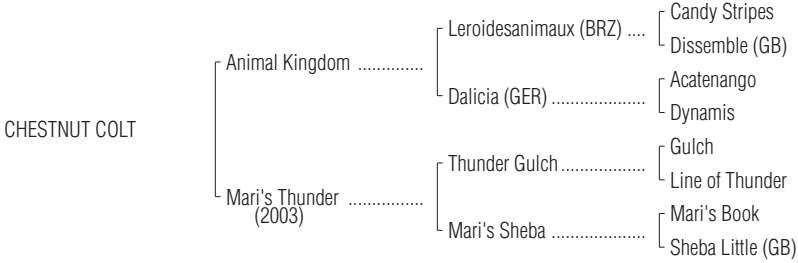 CHESTNUT COLT
Animal Kingdom ..............
Mari's Thunder ................
(2003)
Leroidesanimaux (BRZ) ....
Dalicia (GER) ....................
Thunder Gulch ..................
Mari's Sheba ....................
Candy Stripes
Dissemble (GB)
Acatenango
Dynamis
Gulch
Line of Thunder
Mari's Book
Sheba Little (GB)